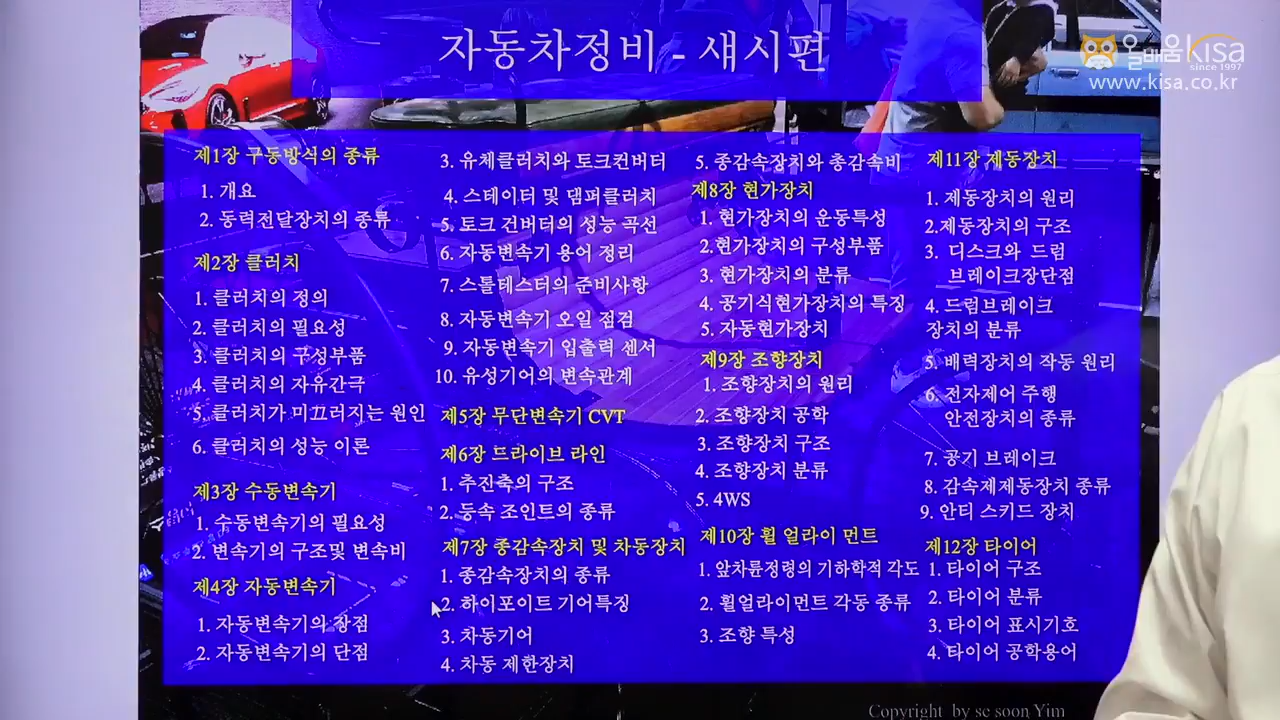 자동차정비 - 섀시편
올배움 kisa
since 1997
www.kisa.co.kr
제1장 구동방식의 종류
1. 개요
2. 동력전달장치의 종류
제2장 클러치
1. 클러치의 정의
2. 클러치의 필요성
3. 클러치의 구성부품
4. 클러치의 자유간극
5. 클러치가 미끄러지는 원인
6. 클러치의 성능 이론
제3장 수동변속기
1. 수동변속기의 필요성
2. 변속기의 구조및 변속비
제4장 자동변속기
1. 자동변속기의 장점
2. 자동변속기의 단점
3. 유체클러치와 토크컨버터
4. 스테이터 및 댐퍼클러치
5. 토크 컨버터의 성능 곡선
6. 자동변속기 용어 정리
7. 스톨테스터의 준비사항
8. 자동변속기 오일 점검
9. 자동변속기 입출력 센서
10. 유성기어의 변속관계
제5장 무단변속기 CVT
제6장 드라이브 라인
1. 추진축의 구조
2. 등속 조인트의 종류
제7장 종감속장치 및 차동장치
1. 종감속장치의 종류
2. 하이포이트 기어특징
3. 차동기어
4. 차동 제한장치
5. 종감속장치와 총감속비
제8장 현가장치
1. 현가장치의 운동특성
2.현가장치의 구성부품
3. 현가장치의 분류
4. 공기식현가장치의 특징
5. 자동현가장치
제9장 조향장치
1. 조향장치의 원리
2. 조향장치 공학
3. 조향장치 구조
4. 조향장치 분류
5. 4WS
제10장 휠 얼라이 먼트
1. 앞차륜정령의 기하학적 각도
2. 휠얼라이먼트 각동 종류
3. 조향 특성
제11장 제동장치
1. 제동장치의 원리
2.제동장치의 구조
3. 디스크와 드럼
브레이크장단점
4. 드럼브레이크
장치의 분류
5. 배력장치의 작동 원리
6. 전자제어 주행
안전장치의 종류
7. 공기 브레이크
8. 감속제제동장치 종류
9. 안티 스키드 장치
제12장 타이어
1. 타이어 구조
2. 타이어 분류
3. 타이어 표시기호
4. 타이어 공학용어
Copyright by se soon Yim